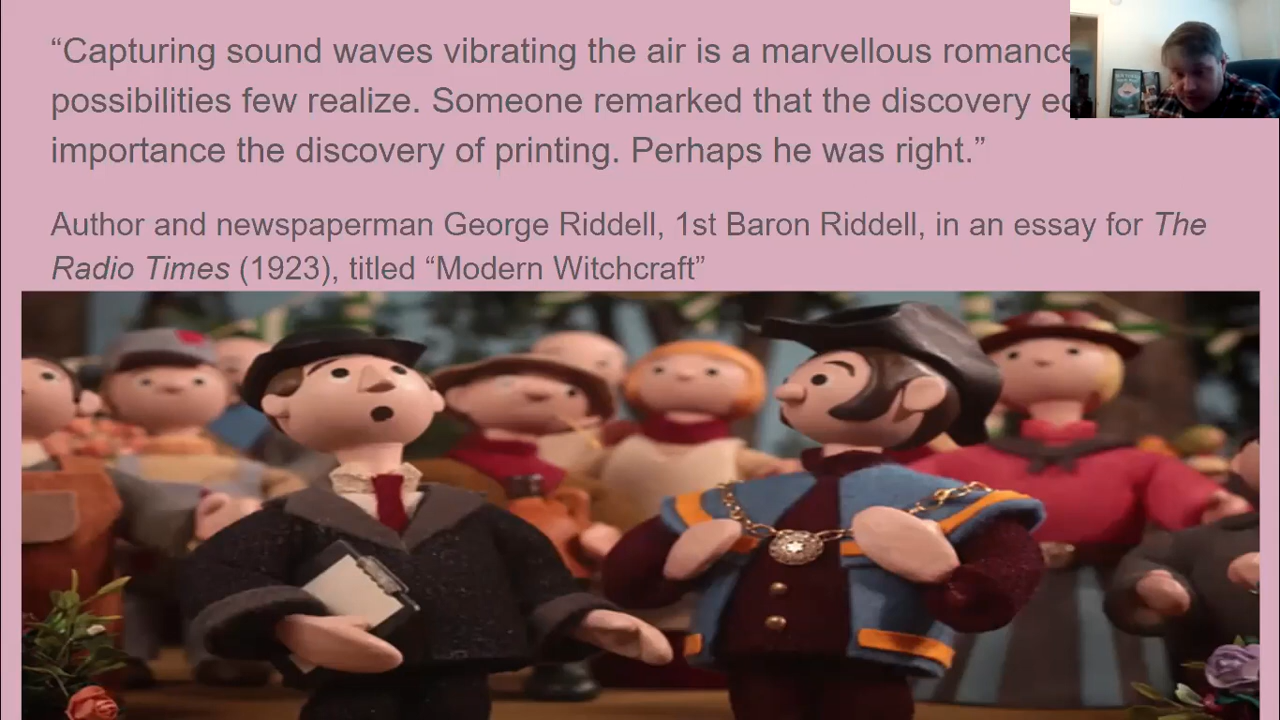 “Capturing sound waves vibrating the air is a marvellous romance
possibilities few realize. Someone remarked that the discovery
importance the discovery of printing. Perhaps he was right.”
Author and newspaperman George Riddell, 1st Baron Riddell, in an essay for The
Radio Times (1923), titled “Modern Witchcraft”